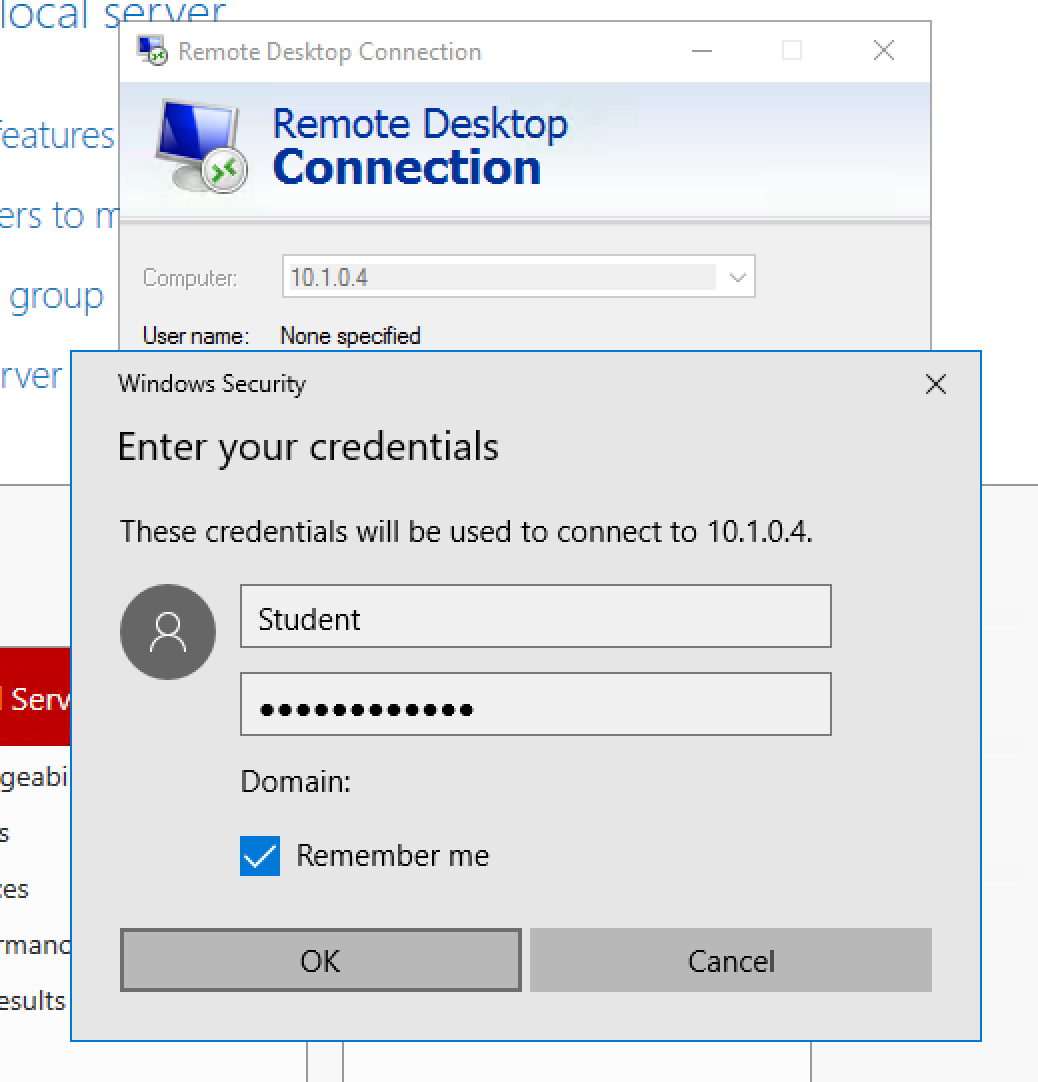 local server
Remote Desktop Connection
Remote Desktop
Connection
features
ers to m
Computer: 10.1.0.4
group
User name: None specified
rver
Windows Security
Enter your credentials
These credentials will be used to connect to 10.1.0.4.
Student
●●●●●●●●●●●●
Serv
geabi
Domain:
s
Remember me
ces
rmanc
OK Cancel
esults